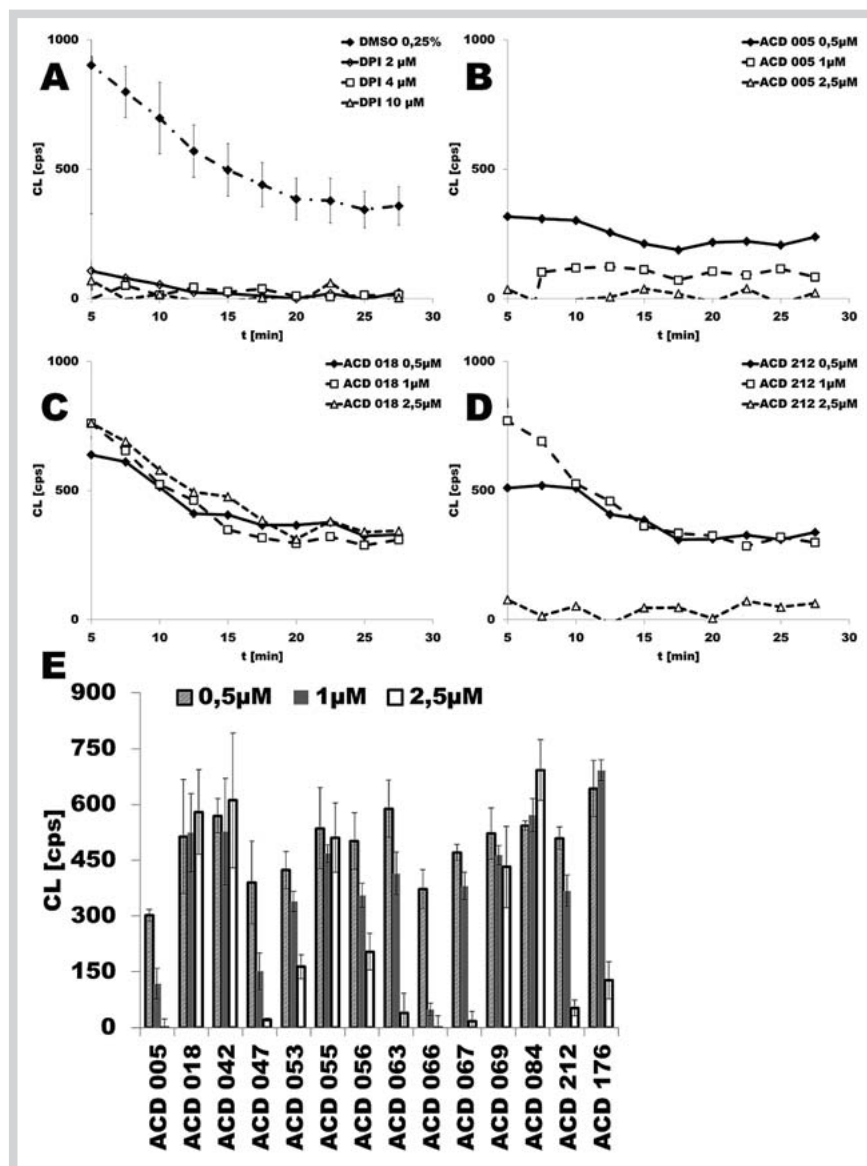 A
1000
500
0
CL [cps]
5 10 15 20 25 30
t [min]
DMSO 0,25%
DPI 2 µM
DPI 4 µM
DPI 10 µM
B
1000
500
0
CL [cps]
5 10 15 20 25 30
t [min]
ACD 005 0,5µM
ACD 005 1µM
ACD 005 2,5µM
C
1000
500
0
CL [cps]
5 10 15 20 25 30
t [min]
ACD 018 0,5µM
ACD 018 1µM
ACD 018 2,5µM
D
1000
500
0
CL [cps]
5 10 15 20 25 30
t [min]
ACD 212 0,5µM
ACD 212 1µM
ACD 212 2,5µM
E
0,5µM 1µM 2,5µM
900
750
600
450
300
150
0
CL [cps]
ACD 005
ACD 018
ACD 042
ACD 047
ACD 053
ACD 055
ACD 056
ACD 063
ACD 066
ACD 067
ACD 069
ACD 084
ACD 212
ACD 176